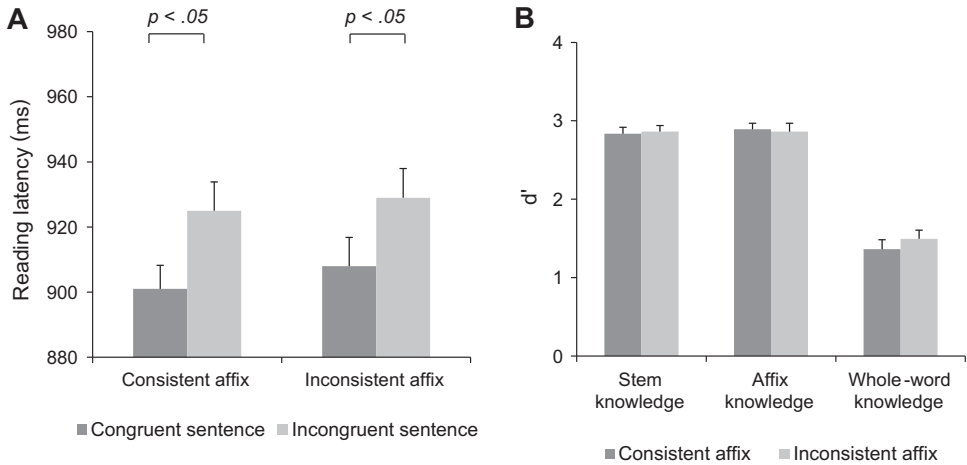 A
p < .05
p < .05
980
960
940
920
900
880
Reading latency (ms)
Consistent affix
Inconsistent affix
Congruent sentence
Incongruent sentence
B
4
3
2
1
0
d'
Stem
knowledge
Affix
knowledge
Whole-word
knowledge
Consistent affix
Inconsistent affix